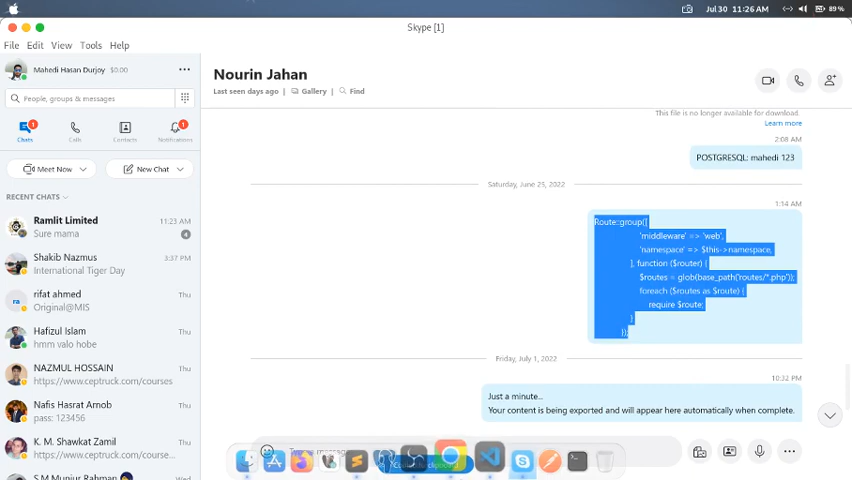 Jul 30 11:26 AM
89 %
Skype [1]
File Edit View Tools Help
Mahedi Hasan Durjoy $0.00
Nourin Jahan
Last seen days ago | Gallery | Find
People, groups & messages
Chats 1
Calls
Contacts
Notifications 1
Meet Now
New Chat
RECENT CHATS
Ramlit Limited 11:23 AM
Sure mama 4
Shakib Nazmus 3:37 PM
International Tiger Day
rifat ahmed Thu
Original@MIS
Hafizul Islam Thu
hmm valo hobe
NAZMUL HOSSAIN Thu
https://www.ceptruck.com/courses
Nafis Hasrat Arnob Thu
pass: 123456
K. M. Shawkat Zamil Thu
https://www.ceptruck.com/course...
S.M Munjur Rahman Wed
This file is no longer available for download.
Learn more
2:08 AM
POSTGRESQL: mahedi 123
Saturday, June 25, 2022
1:14 AM
Route::group([
'middleware' => 'web',
'namespace' => $this->namespace,
], function ($router) {
$routes = glob(base_path('routes/*.php'));
foreach ($routes as $route) {
require $route;
}
});
Friday, July 1, 2022
10:32 PM
Just a minute...
Your content is being exported and will appear here automatically when complete.